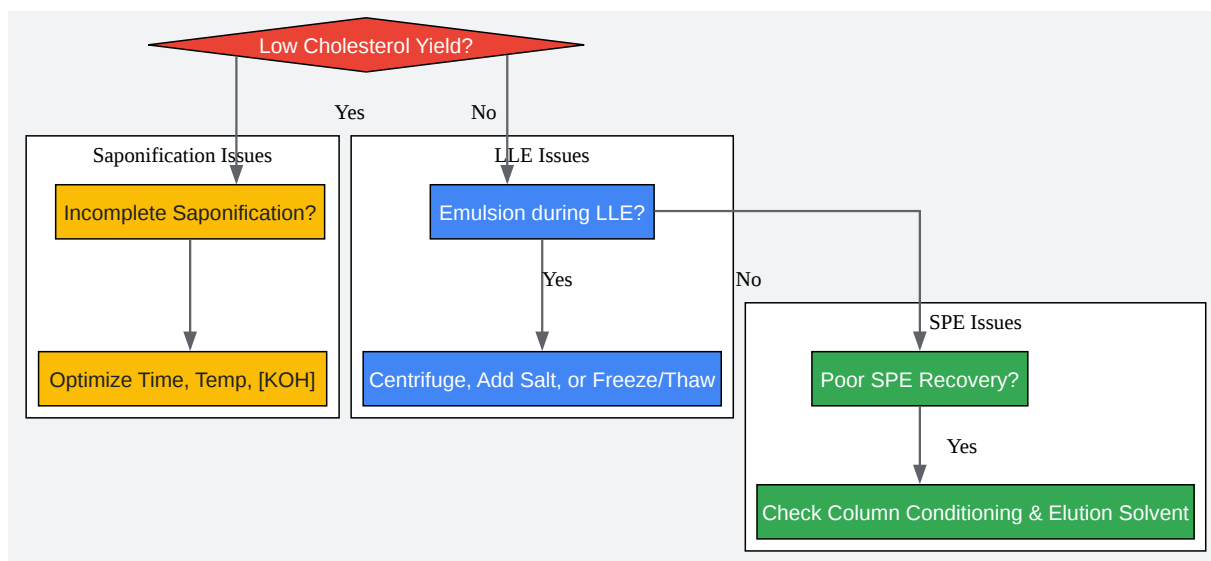 Low Cholesterol Yield?
Yes
No
Saponification Issues
LLE Issues
Incomplete Saponification?
Emulsion during LLE?
Yes
No
SPE Issues
Optimize Time, Temp, [KOH]
Centrifuge, Add Salt, or Freeze/Thaw
Poor SPE Recovery?
Yes
Check Column Conditioning & Elution Solvent